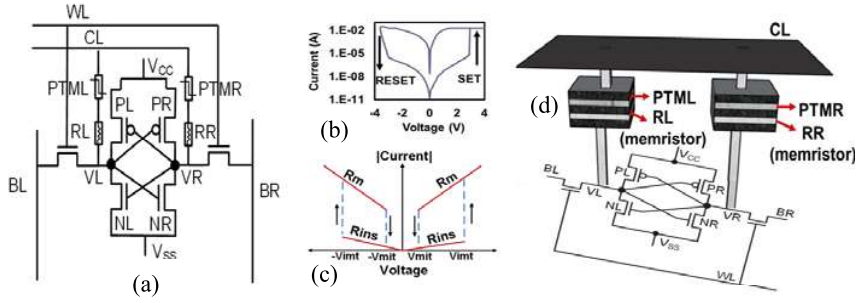 (a)
WL
CL
VCC
PTML
PTMR
PL
PR
RL
RR
BL
VL
VR
BR
NL
NR
VSS
(b)
Current (A)
1.E-02
1.E-05
1.E-08
1.E-11
RESET
SET
-4 -2 0 2 4
Voltage (V)
(c)
|Current|
Rm
Rm
Rins
Rins
-Vimt
-Vmit
Vmit
Vimt
Voltage
(d)
CL
PTML
RL
(memristor)
PTMR
RR
(memristor)
VCC
BL
PL
PR
VL
NL
NR
VR
BR
VSS
WL